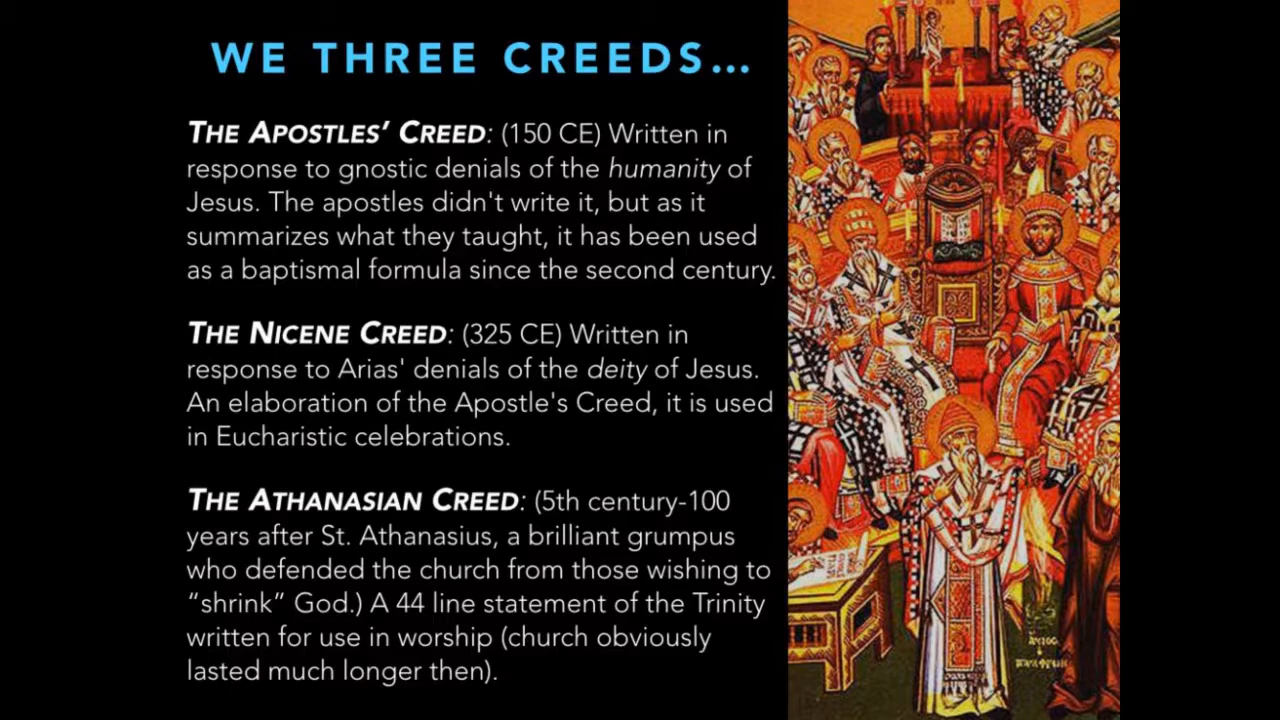 WE THREE CREEDS...
THE APOSTLES' CREED: (150 CE) Written in
response to gnostic denials of the humanity of
Jesus. The apostles didn't write it, but as it
summarizes what they taught, it has been used
as a baptismal formula since the second century.
THE NICENE CREED: (325 CE) Written in
response to Arias' denials of the deity of Jesus.
An elaboration of the Apostle's Creed, it is used
in Eucharistic celebrations.
THE ATHANASIAN CREED: (5th century-100
years after St. Athanasius, a brilliant grumpus
who defended the church from those wishing to
“shrink” God.) A 44 line statement of the Trinity
written for use in worship (church obviously
lasted much longer then).